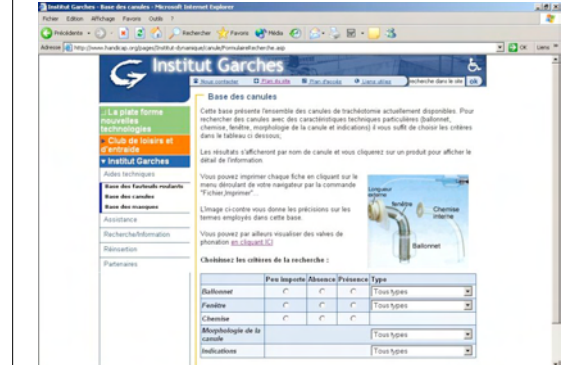 Institut Garches - Base des canules - Microsoft Internet Explorer
Fichier Edition Affichage Favoris Outils ?
Précédente Rechercher Favoris Média
Adresse http://www.handicap.org/pages/Institut-dynamique/canule/FormulaireRecherche.asp OK Liens »
Institut Garches
Nous contacter Plan du site Plan d'accès Liens utiles recherche dans le site ok
La plate forme
nouvelles
technologies
Club de loisirs et
d'entraide
Institut Garches
Aides techniques
Base des fauteuils roulants
Base des canules
Base des masques
Assistance
Recherche/Information
Réinsertion
Partenaires
Base des canules
Cette base présente l'ensemble des canules de trachéotomie actuellement disponibles. Pour
rechercher des canules avec des caractéristiques techniques particulières (ballonnet,
chemise, fenêtre, morphologie de la canule et indications) il vous suffit de choisir les critères
dans le tableau ci dessous;
Les résultats s'afficheront par nom de canule et vous cliquerez sur un produit pour afficher le
détail de l'information.
Vous pouvez imprimer chaque fiche en cliquant sur le
menu déroulant de votre navigateur par la commande
"Fichier,Imprimer"...
L'image ci-contre vous donne les précisions sur les
termes employés dans cette base.
Vous pouvez par ailleurs visualiser des valves de
phonation en cliquant ICI
Longueur
externe
fenêtre
Chemise
interne
Ballonnet
Choisissez les critères de la recherche :
Peu importe Absence Présence Type
Ballonnet Tous types
Fenêtre Tous types
Chemise
Morphologie de la
canule Tous types
Indications Tous types